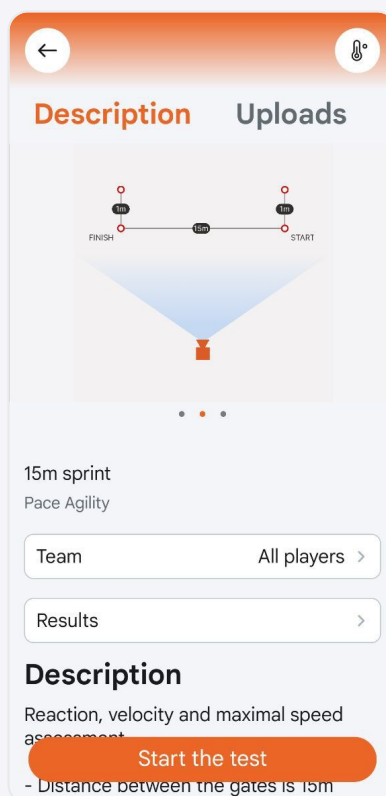 Description Uploads
1m 1m
15m
FINISH START
15m sprint
Pace Agility
Team All players
Results
Description
Reaction, velocity and maximal speed
Start the test
- Distance between the gates is 15m